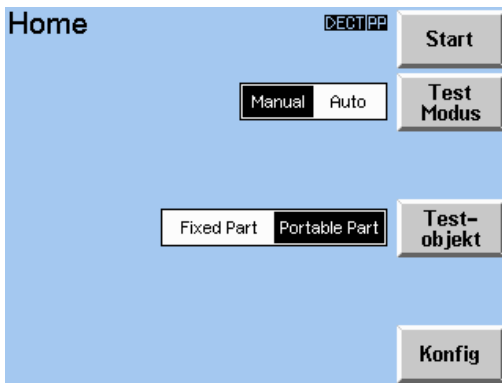 Home
DECT PP
Start
Manual Auto
Test
Modus
Fixed Part Portable Part
Test-
objekt
Konfig